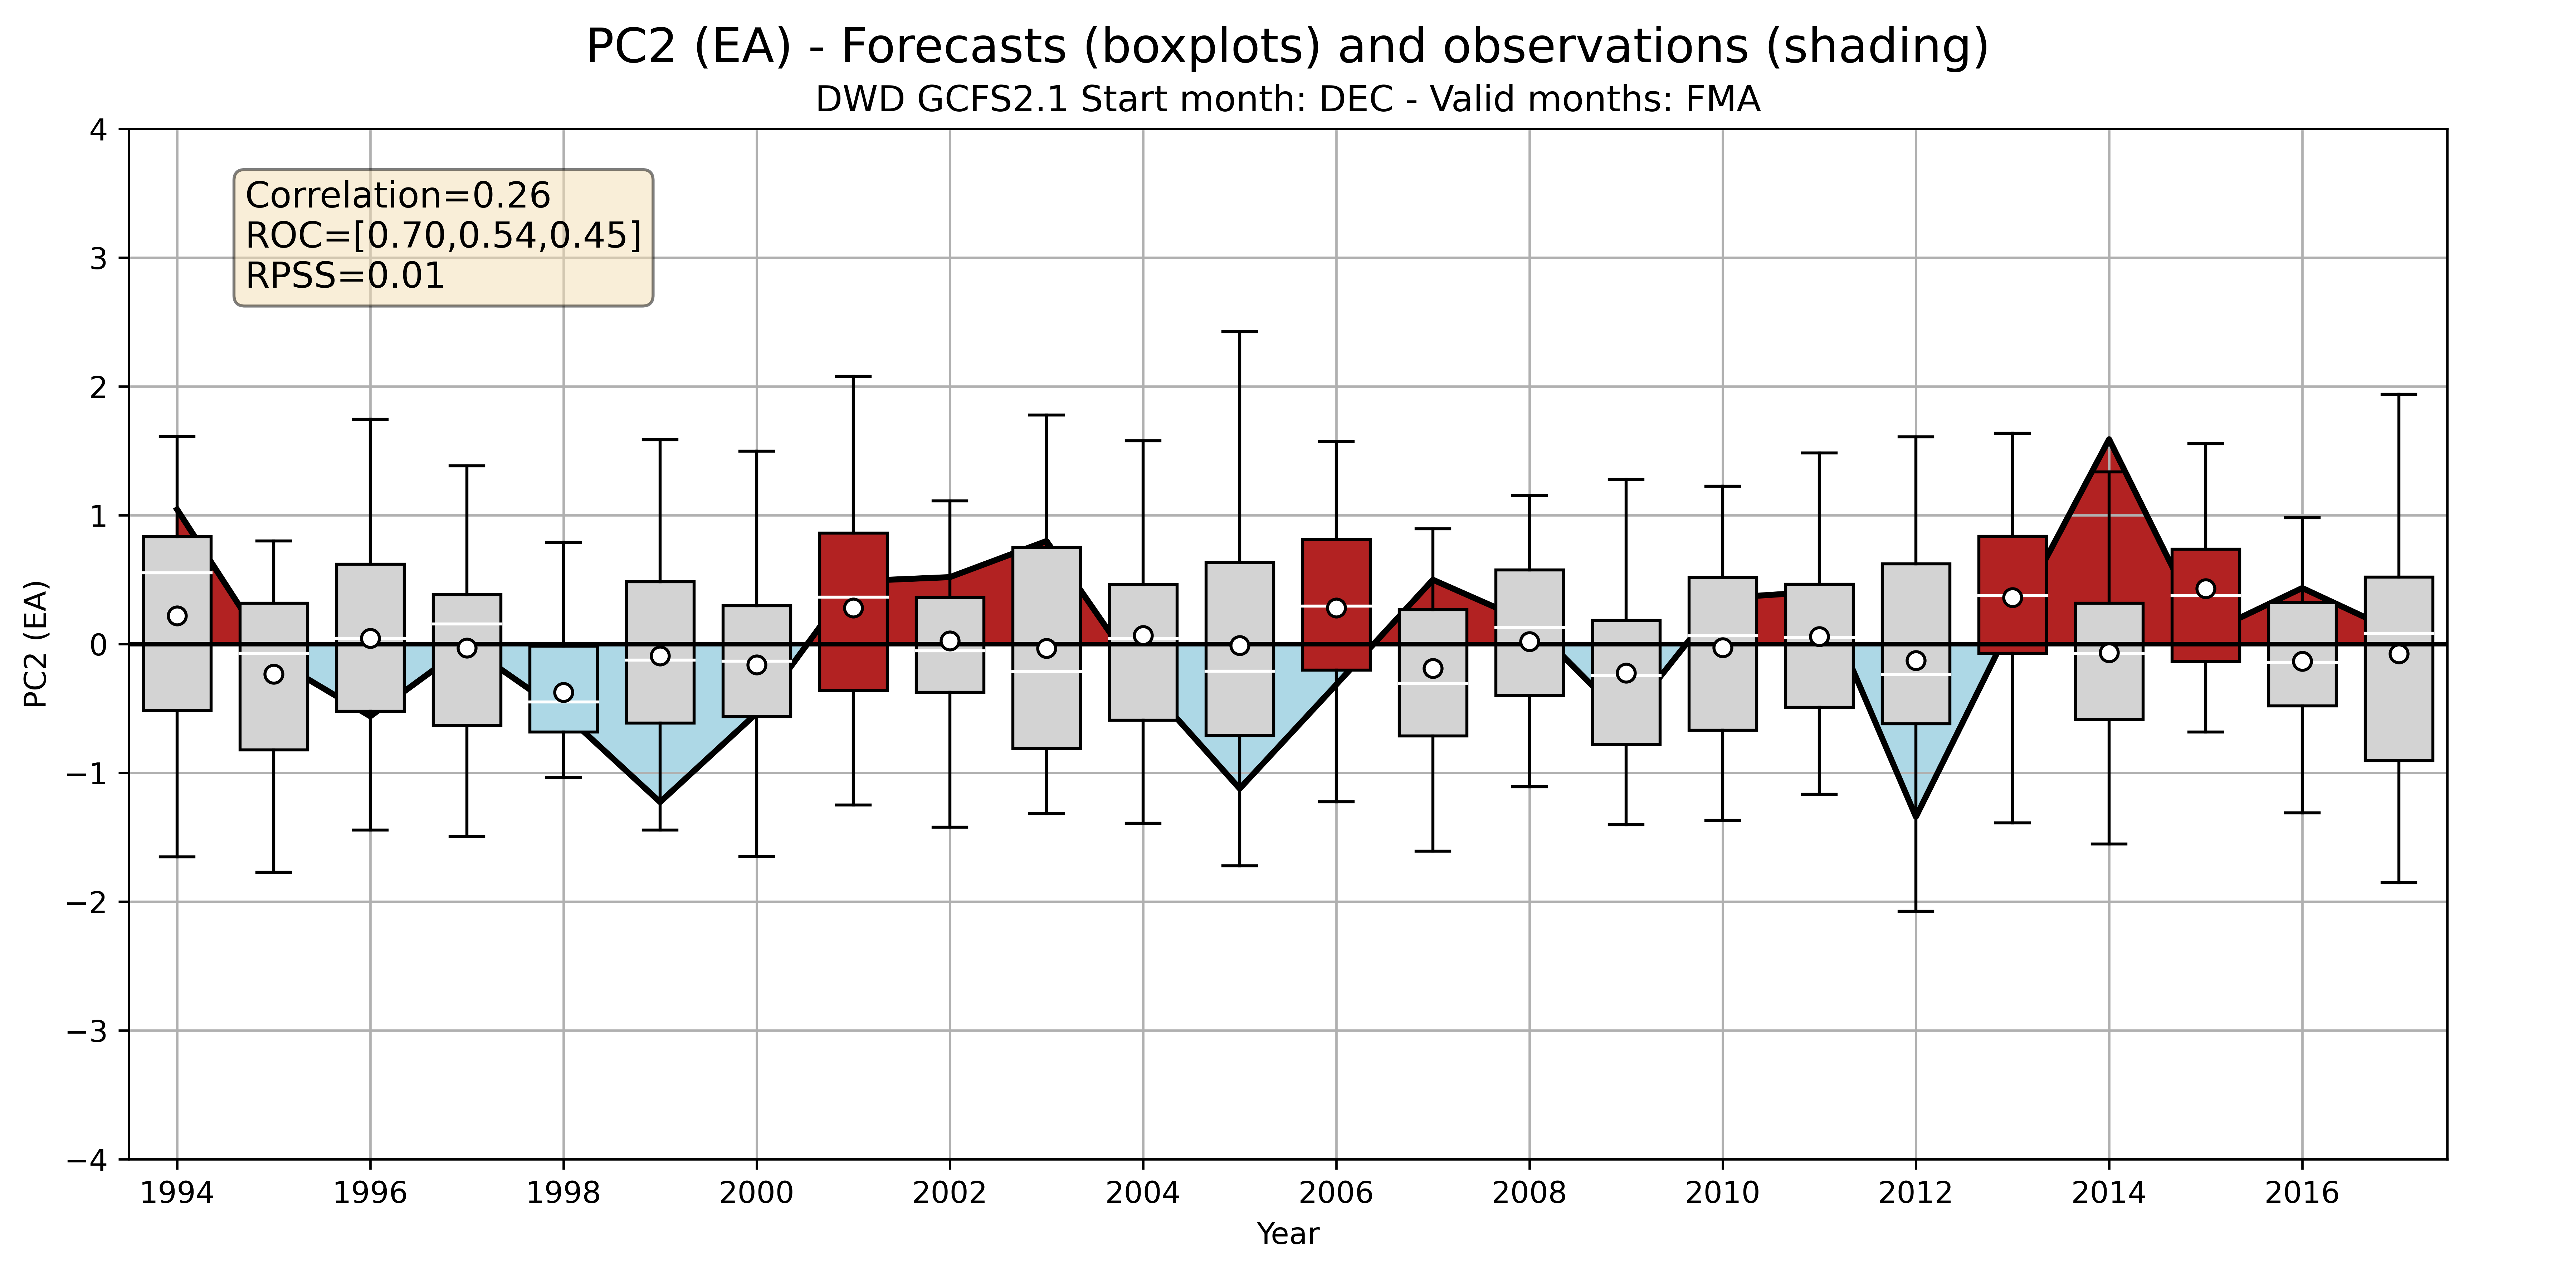 PC2 (EA) - Forecasts (boxplots) and observations (shading)
DWD GCFS2.1 Start month: DEC - Valid months: FMA
Correlation=0.26
ROC=[0.70,0.54,0.45]
RPSS=0.01
PC2 (EA)
4
3
2
1
0
−1
−2
−3
−4
1994 1996 1998 2000 2002 2004 2006 2008 2010 2012 2014 2016
Year